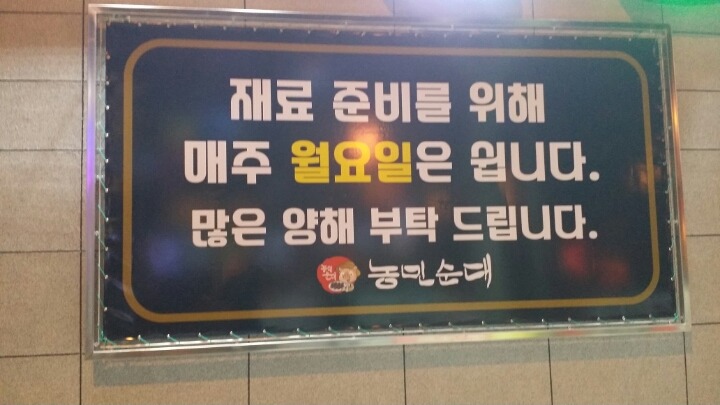 재료 준비를 위해
매주 월요일은 쉽니다.
많은 양해 부탁 드립니다.
농민순대